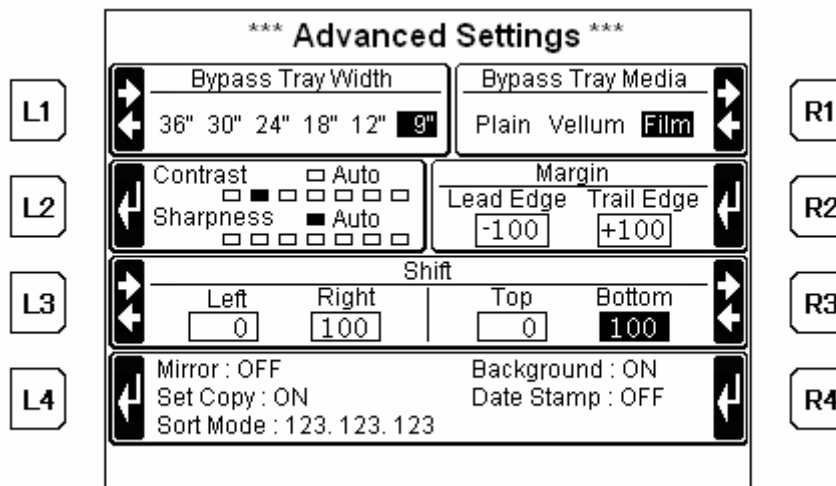 *** Advanced Settings ***
L1
Bypass Tray Width
Bypass Tray Media
R1
36" 30" 24" 18" 12" 9"
Plain Vellum Film
L2
Contrast Auto
Margin
R2
Lead Edge Trail Edge
Sharpness Auto
-100 +100
L3
Shift
R3
Left Right Top Bottom
0 100 0 100
L4
Mirror : OFF Background : ON
R4
Set Copy : ON Date Stamp : OFF
Sort Mode : 123. 123. 123